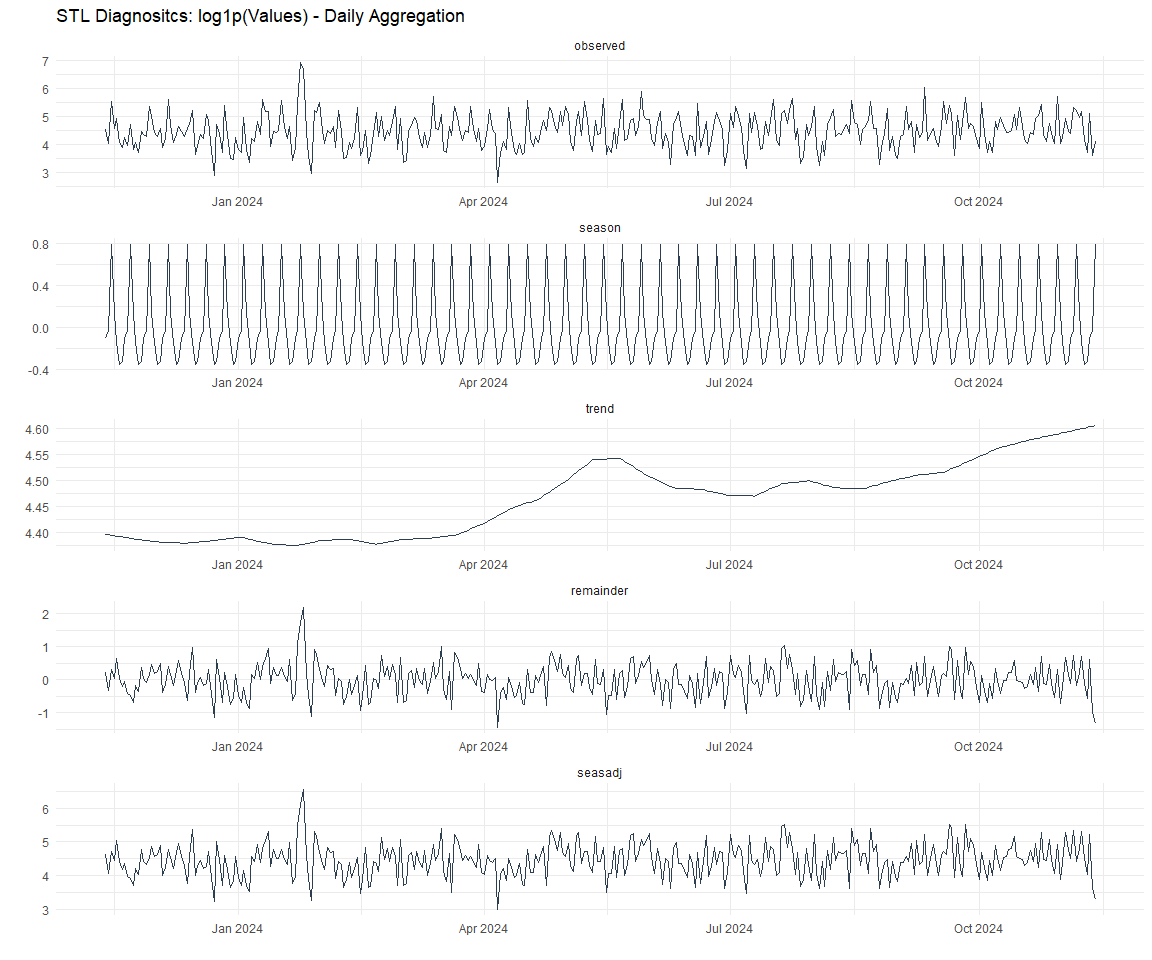 STL Diagnositcs: log1p(Values) - Daily Aggregation
observed
7
6
5
4
3
Jan 2024 Apr 2024 Jul 2024 Oct 2024
season
0.8
0.4
0.0
-0.4
Jan 2024 Apr 2024 Jul 2024 Oct 2024
trend
4.60
4.55
4.50
4.45
4.40
Jan 2024 Apr 2024 Jul 2024 Oct 2024
remainder
2
1
0
-1
Jan 2024 Apr 2024 Jul 2024 Oct 2024
seasadj
6
5
4
3
Jan 2024 Apr 2024 Jul 2024 Oct 2024